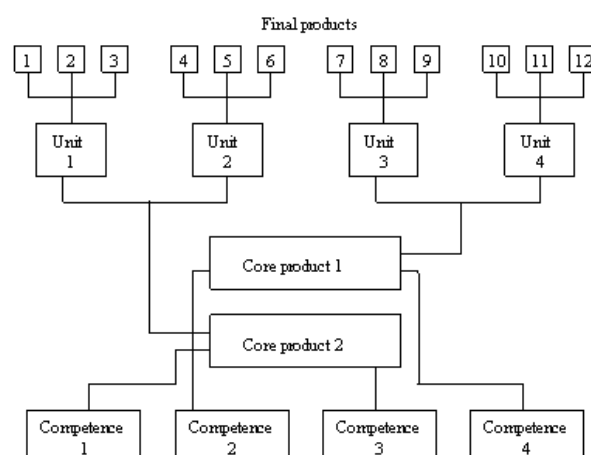 Final products
1 2 3 4 5 6 7 8 9 10 11 12
Unit
1
Unit
2
Unit
3
Unit
4
Core product 1
Core product 2
Competence
1
Competence
2
Competence
3
Competence
4